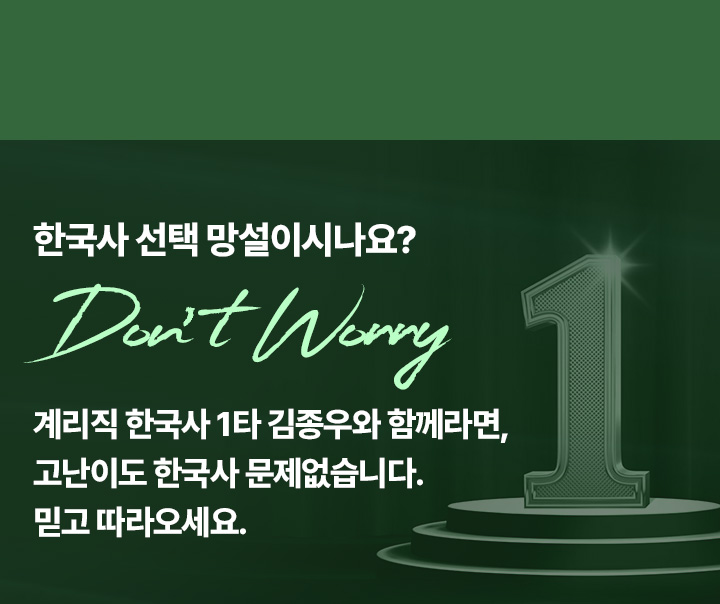 한국사 선택 망설이시나요?
Don't Worry
계리직 한국사 1타 김종우와 함께라면,
고난이도 한국사 문제없습니다.
믿고 따라오세요.
1